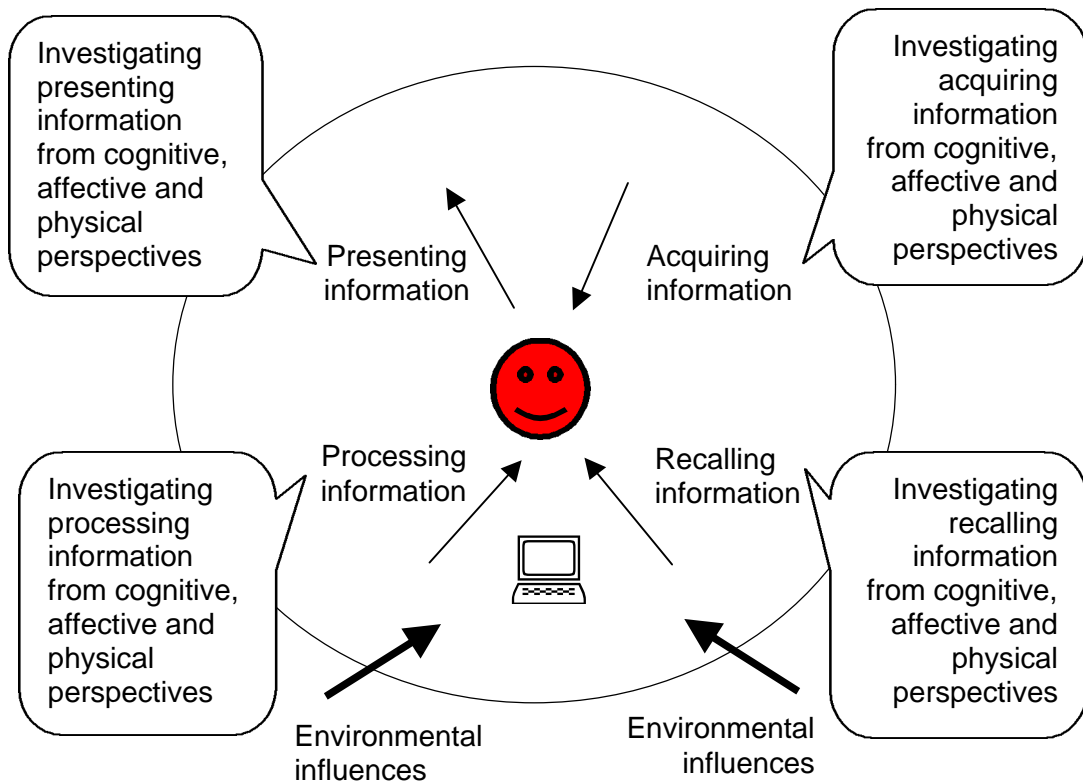 Investigating
presenting
information
from cognitive,
affective and
physical
perspectives
Investigating
acquiring
information
from cognitive,
affective and
physical
perspectives
Presenting
information
Acquiring
information
Processing
information
Recalling
information
Investigating
processing
information
from cognitive,
affective and
physical
perspectives
Investigating
recalling
information
from cognitive,
affective and
physical
perspectives
Environmental
influences
Environmental
influences